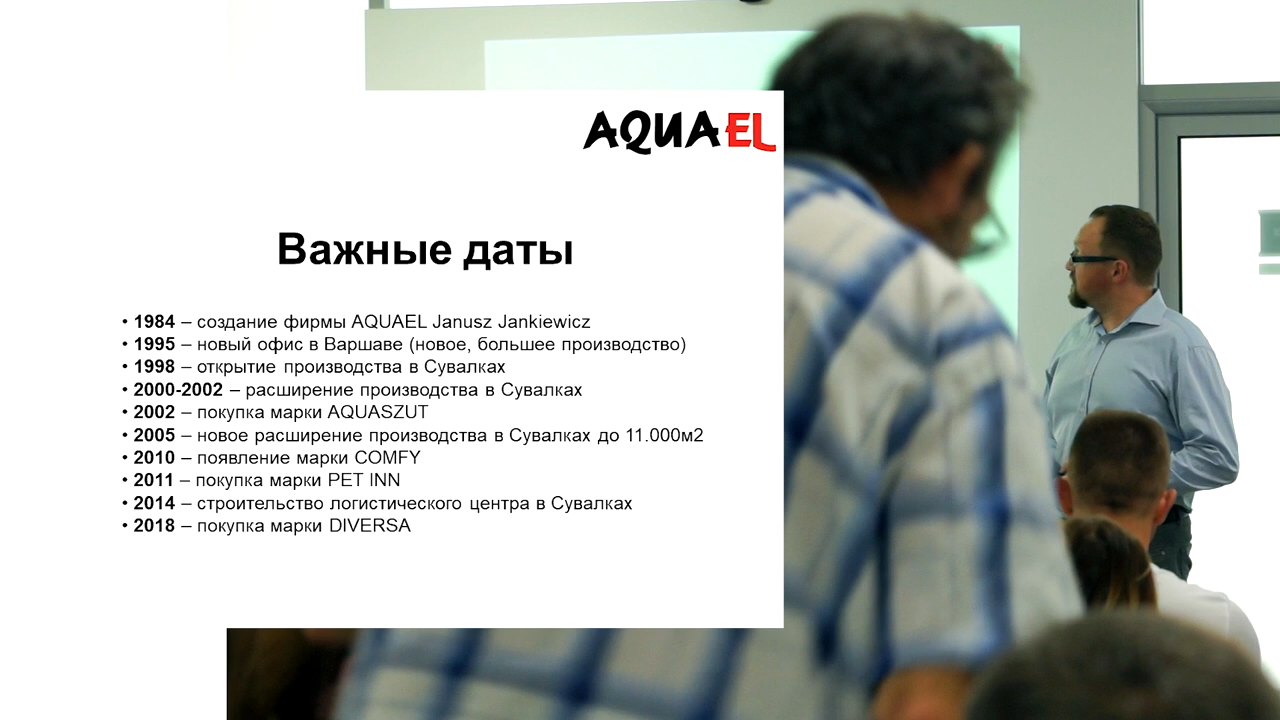 AQUAEL
Важные даты
• 1984 – создание фирмы AQUAEL Janusz Jankiewicz
• 1995 – новый офис в Варшаве (новое, большее производство)
• 1998 – открытие производства в Сувалках
• 2000-2002 – расширение производства в Сувалках
• 2002 – покупка марки AQUASZUT
• 2005 – новое расширение производства в Сувалках до 11.000м2
• 2010 – появление марки COMFY
• 2011 – покупка марки PET INN
• 2014 – строительство логистического центра в Сувалках
• 2018 – покупка марки DIVERSA